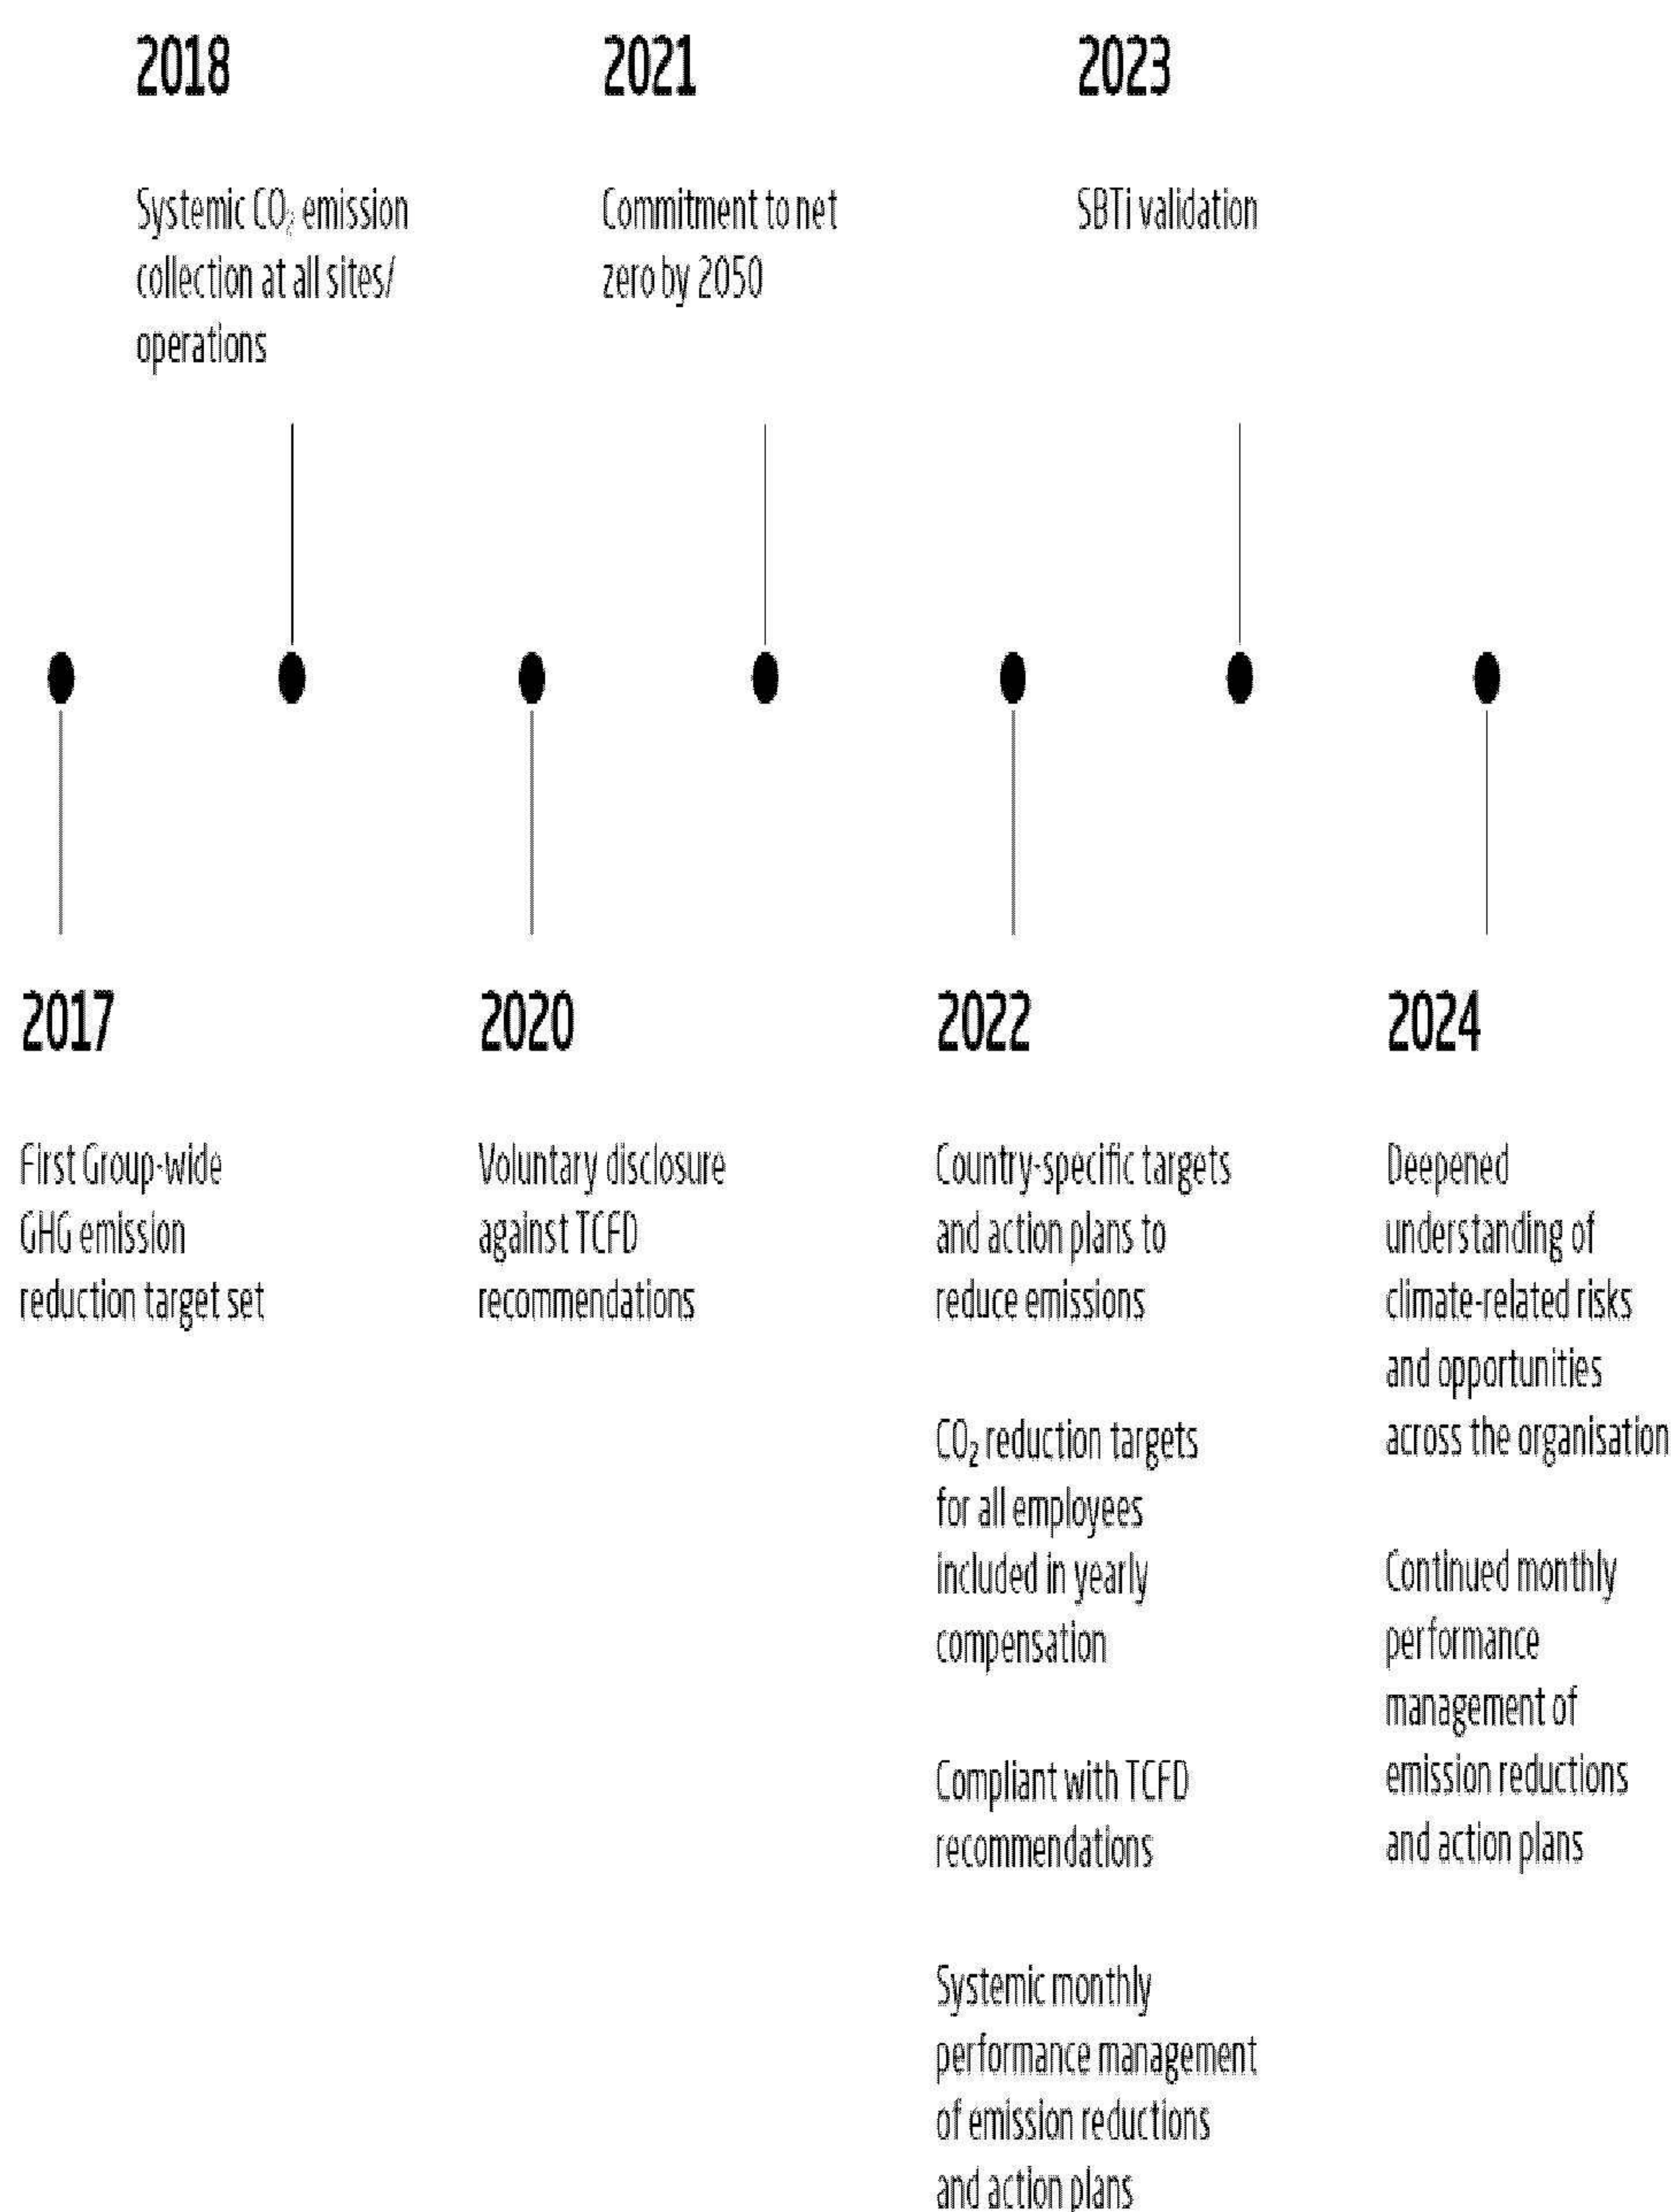 2018
Systemic CO₂ emission
collection at all sites/
operations
2021
Commitment to net
zero by 2050
2023
SBTi validation
2017
First Group-wide
GHG emission
reduction target set
2020
Voluntary disclosure
against TCFD
recommendations
2022
Country-specific targets
and action plans to
reduce emissions
CO₂ reduction targets
for all employees
included in yearly
compensation
Compliant with TCFD
recommendations
Systemic monthly
performance management
of emission reductions
and action plans
2024
Deepened
understanding of
climate-related risks
and opportunities
across the organisation
Continued monthly
performance
management of
emission reductions
and action plans